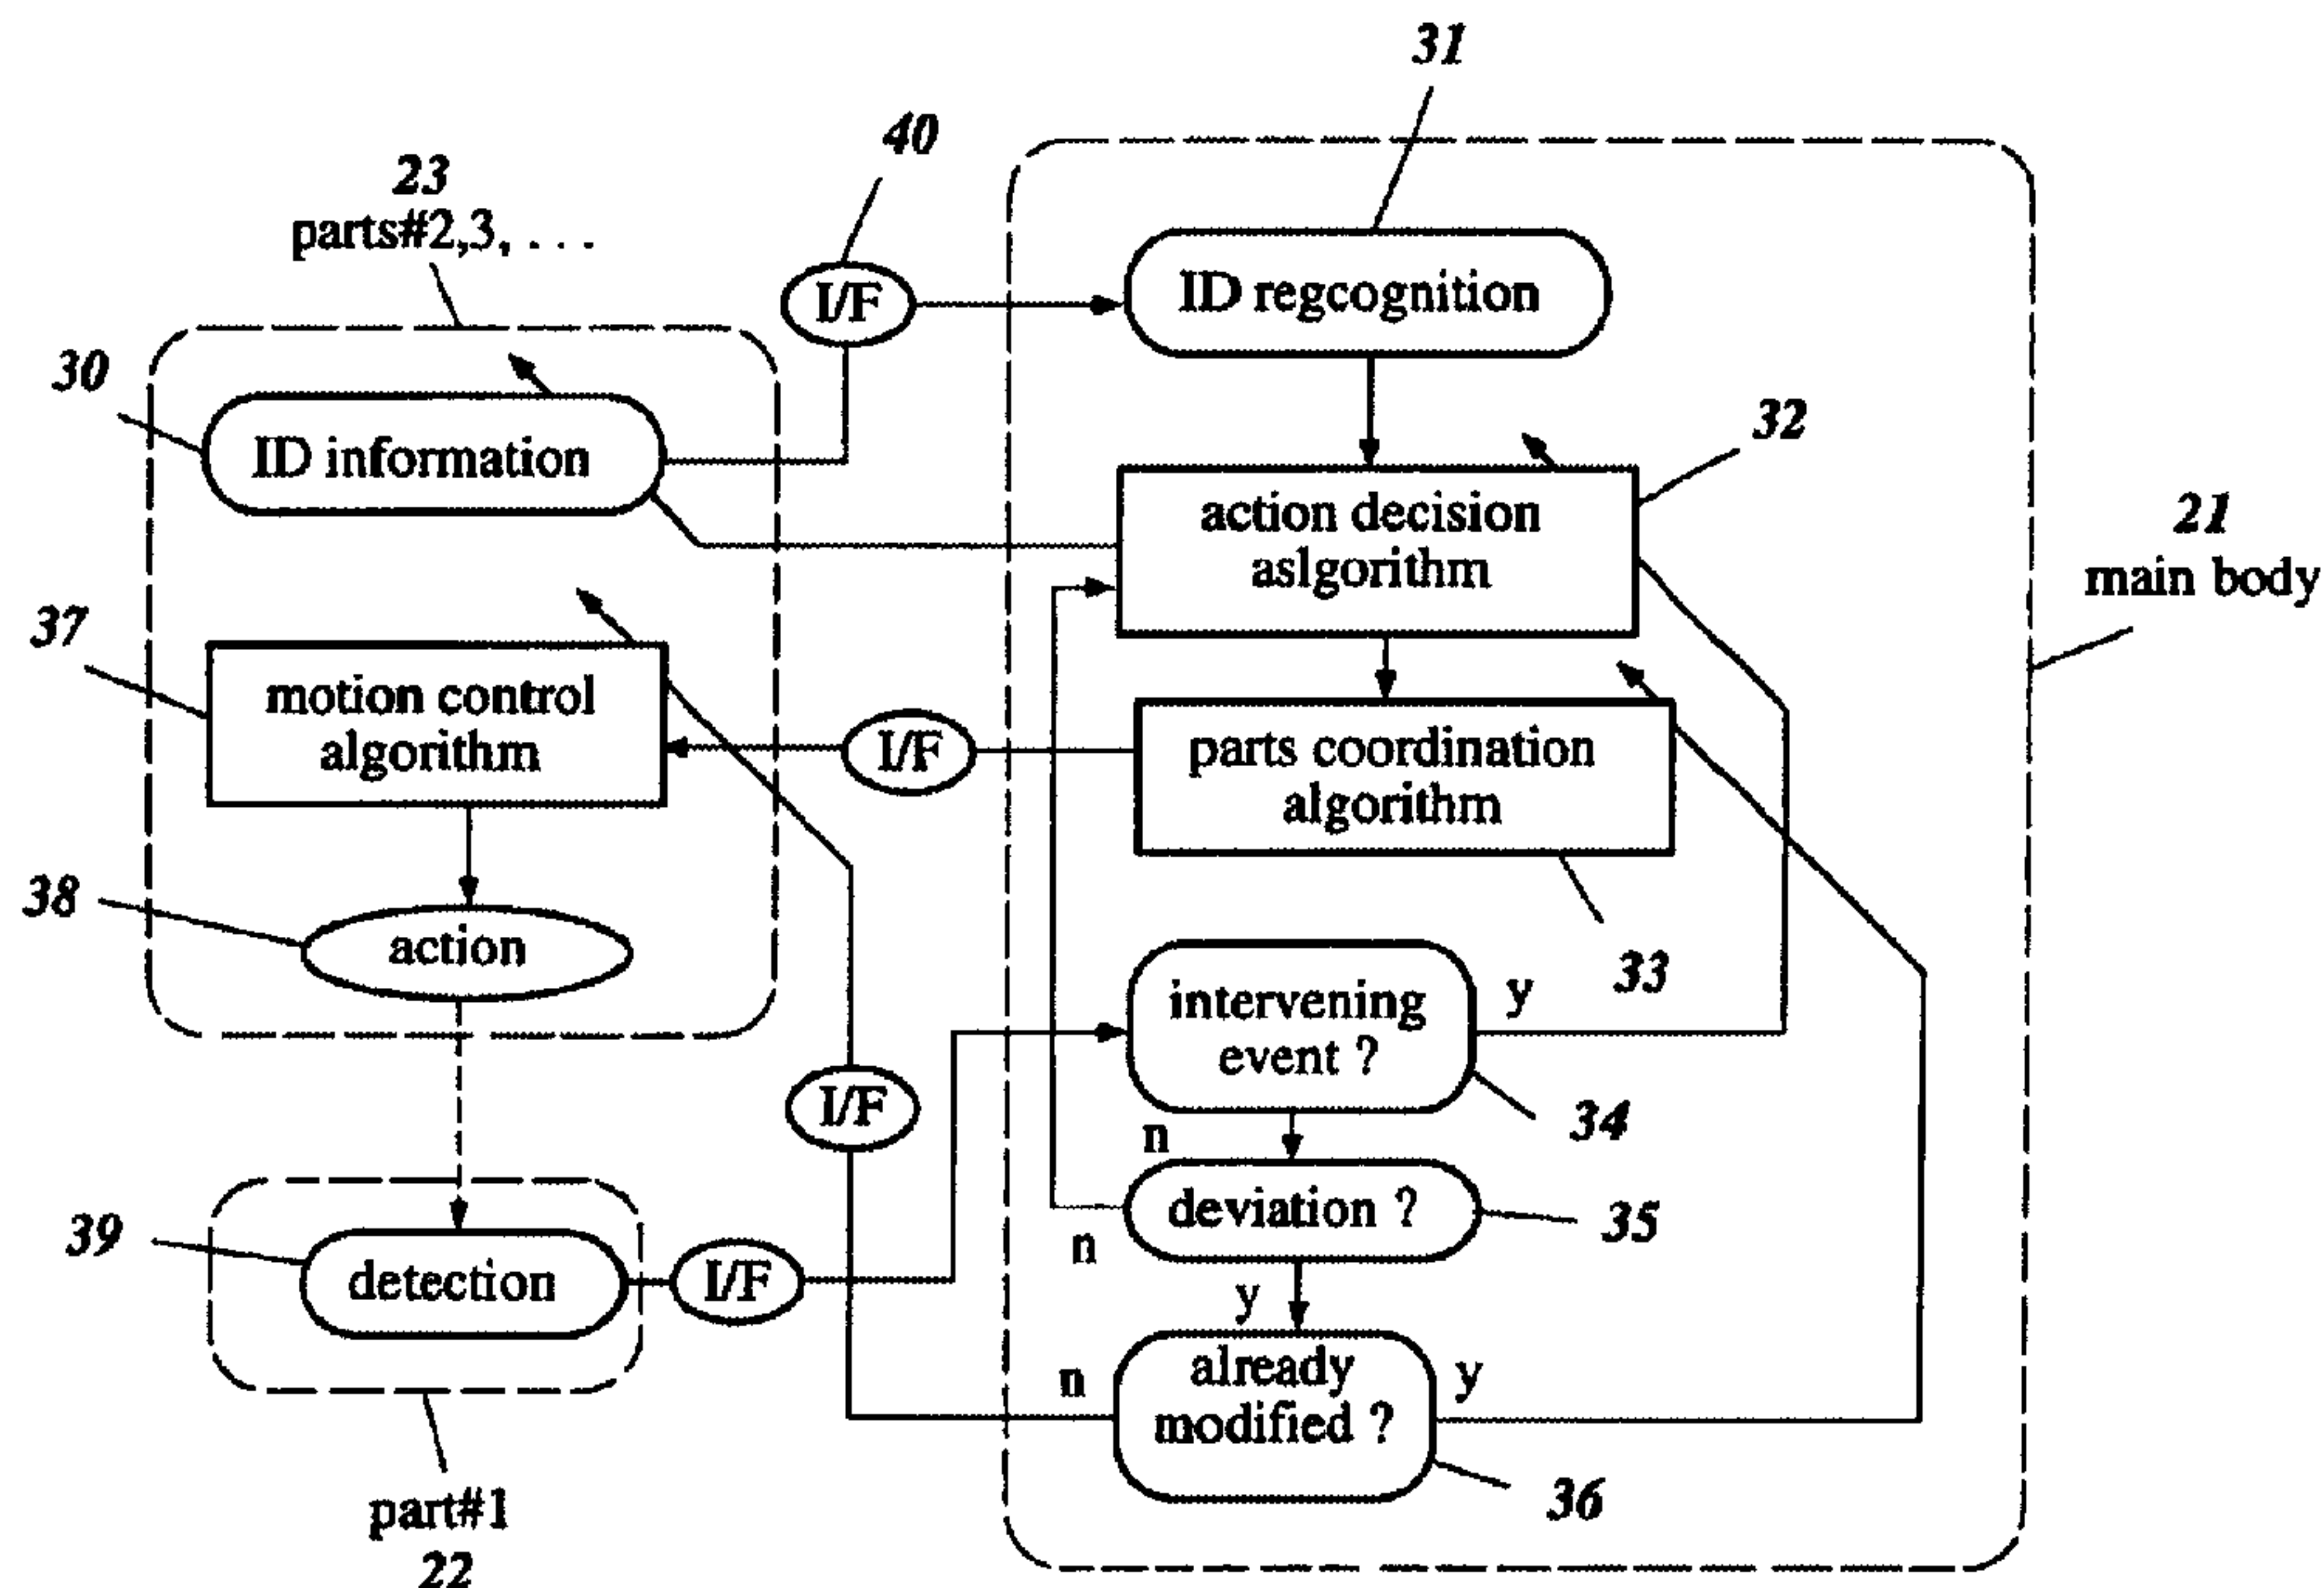 31
40
23
parts#2,3, . . .
I/F
ID regcognition
30
ID information
32
action decision
aslgorithm
21
main body
37
motion control
algorithm
I/F
parts coordination
algorithm
38
action
33
intervening
event ?
y
I/F
34
n
deviation ?
35
39
detection
I/F
n
y
already
modified ?
n
y
36
part#1
22